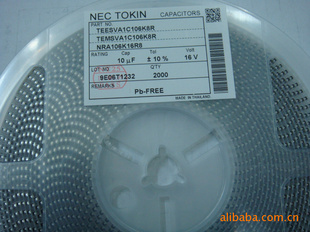 NEC TOKIN CAPACITORS
PART NO.
TEESVA1C106K8R
TEMSVA1C106K8R
NRA106K16R8
RATING Cap. Tol. Volt
10 μF ± 10 % 16 V
LOT NO. QTY
9E06T1232 2000
REMARKS
Pb-FREE
MADE IN THAILAND
alibaba.com.cn